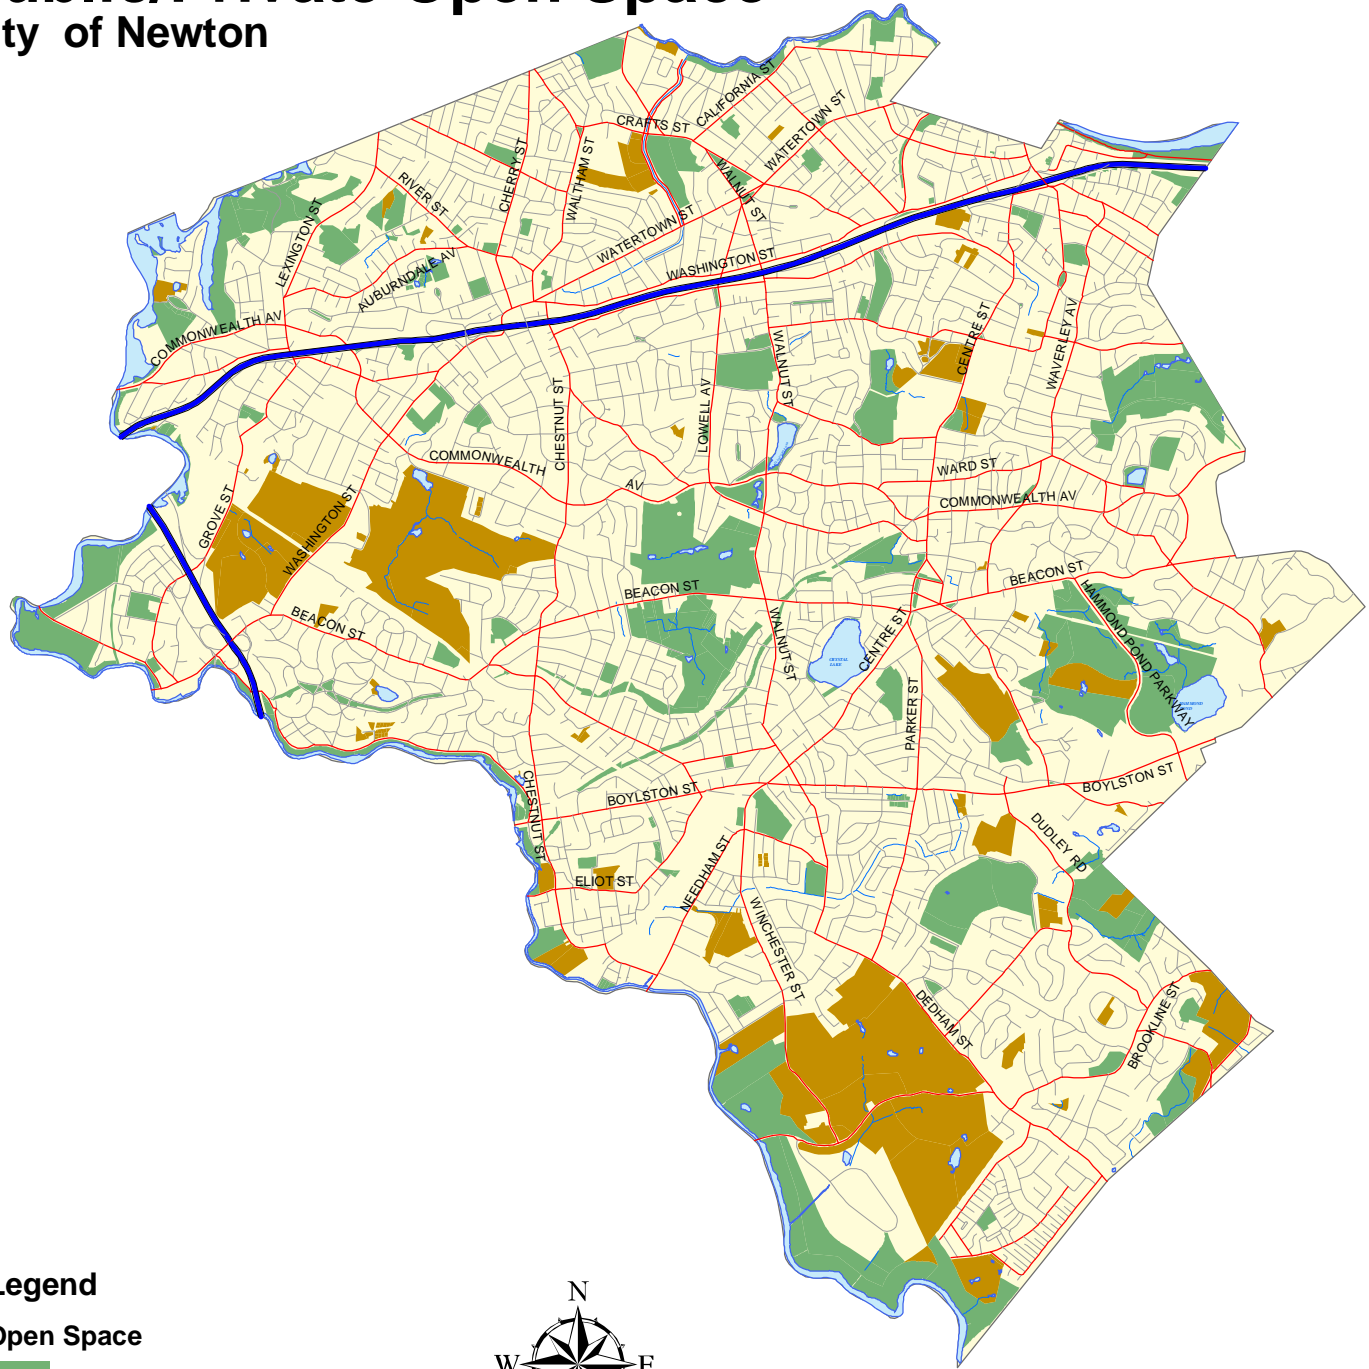 Open Space
ty of Newton
CALIFORNIA ST
CRAFTS ST
WATERTOWN ST
WALNUT ST
CHERRY ST
WALTHAM ST
RIVER ST
LEXINGTON ST
WATERTOWN ST
AUBURNDALE AV
WASHINGTON ST
COMMONWEALTH AV
CENTRE ST
WAVERLEY AV
WALNUT ST
LOWELL AV
CHESTNUT ST
COMMONWEALTH
AV
WARD ST
COMMONWEALTH AV
GROVE ST
WASHINGTON ST
BEACON ST
BEACON ST
HAMMOND POND PARKWAY
BEACON ST
WALNUT ST
CENTRE ST
CRYSTAL
LAKE
PARKER ST
BOYLSTON ST
BOYLSTON ST
CHESTNUT ST
DUDLEY RD
NEEDHAM ST
ELIOT ST
WINCHESTER ST
DEDHAM ST
BROOKLINE ST
Legend
Open Space
N
W
E